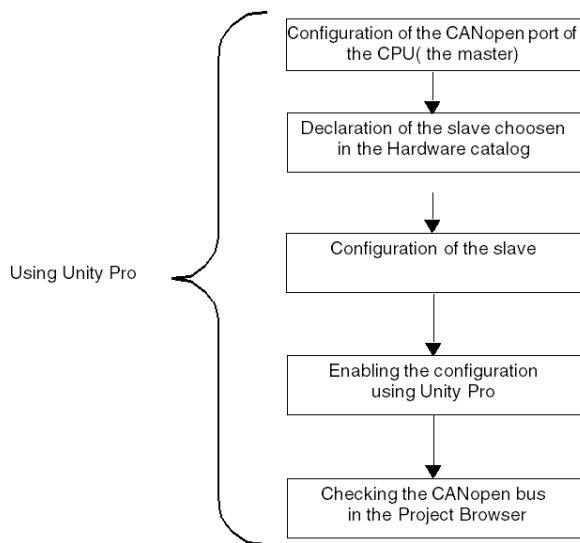 Configuration of the CANopen port of
the CPU( the master)
Declaration of the slave choosen
in the Hardware catalog
Configuration of the slave
Using Unity Pro
Enabling the configuration
using Unity Pro
Checking the CANopen bus
in the Project Browser